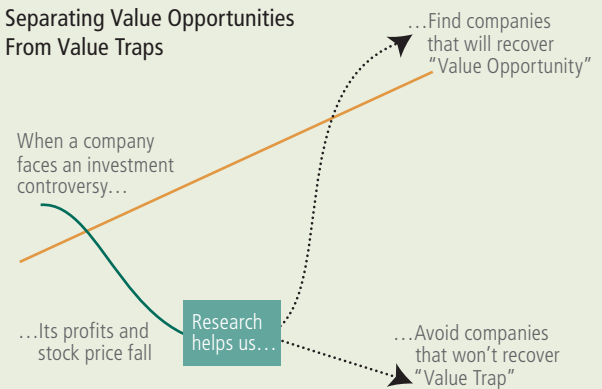 Separating Value Opportunities
From Value Traps
…Find companies
that will recover
“Value Opportunity”
When a company
faces an investment
controversy…
…Its profits and
stock price fall
Research
helps us…
…Avoid companies
that won’t recover
“Value Trap”